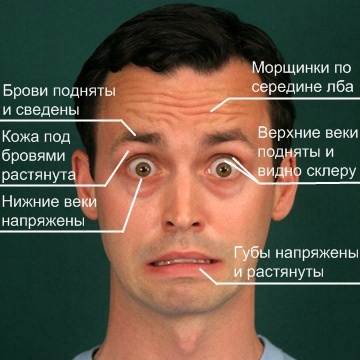 Брови подняты
и сведены
Кожа под
бровями
растянута
Нижние веки
напряжены
Морщинки по
середине лба
Верхние веки
подняты и
видно склеру
Губы напряжены
и растянуты